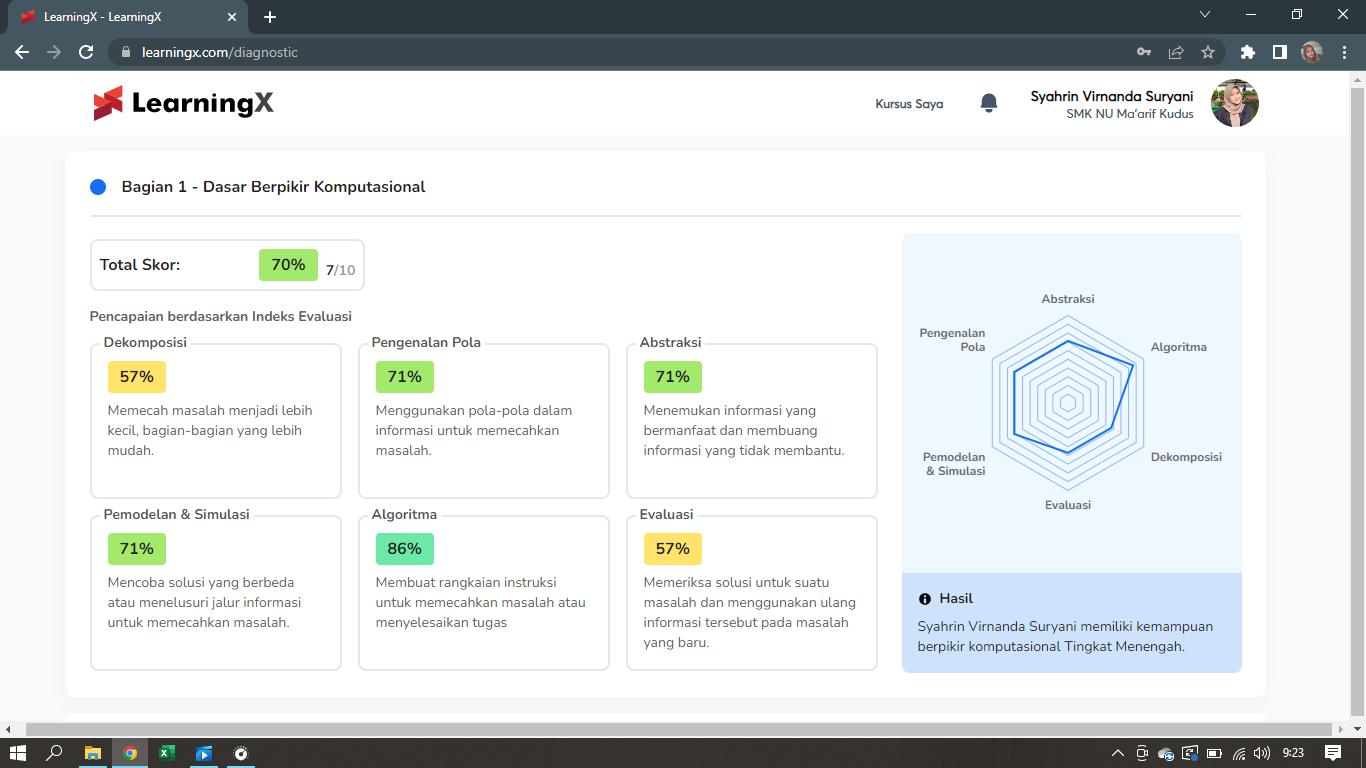 LearningX - LearningX
learningx.com/diagnostic
LearningX
Kursus Saya
Syahrin Virnanda Suryani
SMK NU Ma'arif Kudus
Bagian 1 - Dasar Berpikir Komputasional
Total Skor:
70%
7/10
Pencapaian berdasarkan Indeks Evaluasi
Dekomposisi
57%
Memecah masalah menjadi lebih
kecil, bagian-bagian yang lebih
mudah.
Pengenalan Pola
71%
Menggunakan pola-pola dalam
informasi untuk memecahkan
masalah.
Abstraksi
71%
Menemukan informasi yang
bermanfaat dan membuang
informasi yang tidak membantu.
Pemodelan & Simulasi
71%
Mencoba solusi yang berbeda
atau menelusuri jalur informasi
untuk memecahkan masalah.
Algoritma
86%
Membuat rangkaian instruksi
untuk memecahkan masalah atau
menyelesaikan tugas
Evaluasi
57%
Memeriksa solusi untuk suatu
masalah dan menggunakan ulang
informasi tersebut pada masalah
yang baru.
Abstraksi
Pengenalan
Pola
Algoritma
Pemodelan
& Simulasi
Dekomposisi
Evaluasi
Hasil
Syahrin Virnanda Suryani memiliki kemampuan
berpikir komputasional Tingkat Menengah.
9:23